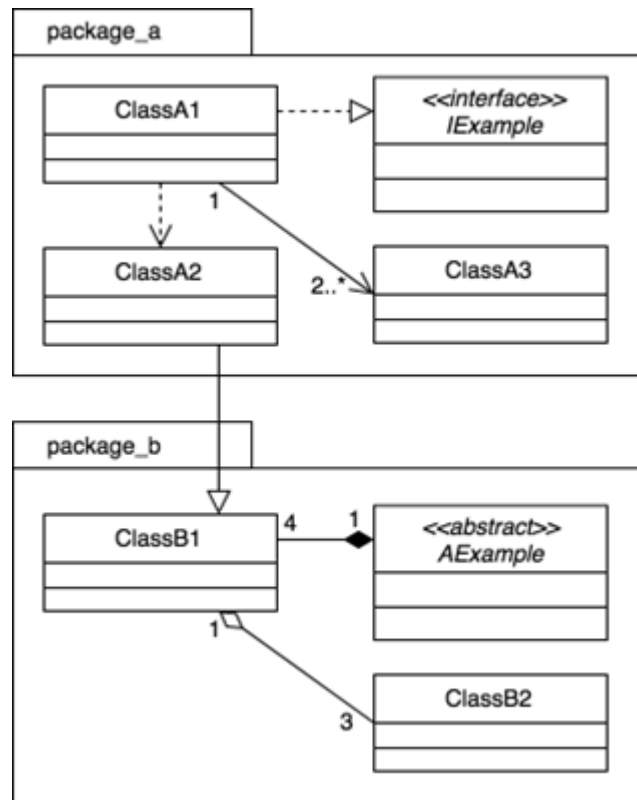 package_a
ClassA1
<<interface>>
IExample
1
ClassA2
2..*
ClassA3
package_b
ClassB1
4
1
<<abstract>>
AExample
1
ClassB2
3